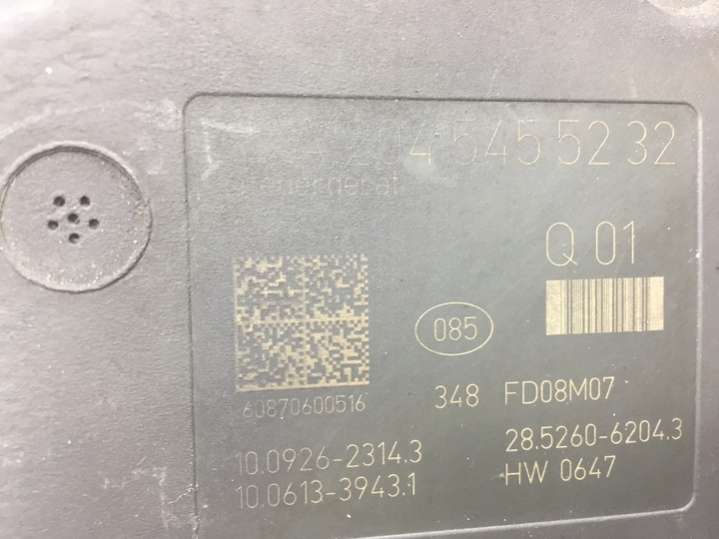 204 545 52 32
Steuergerät
Q 01
085
348 FD08M07
60870600516
10.0926-2314.3
28.5260-6204.3
10.0613-3943.1
HW 0647